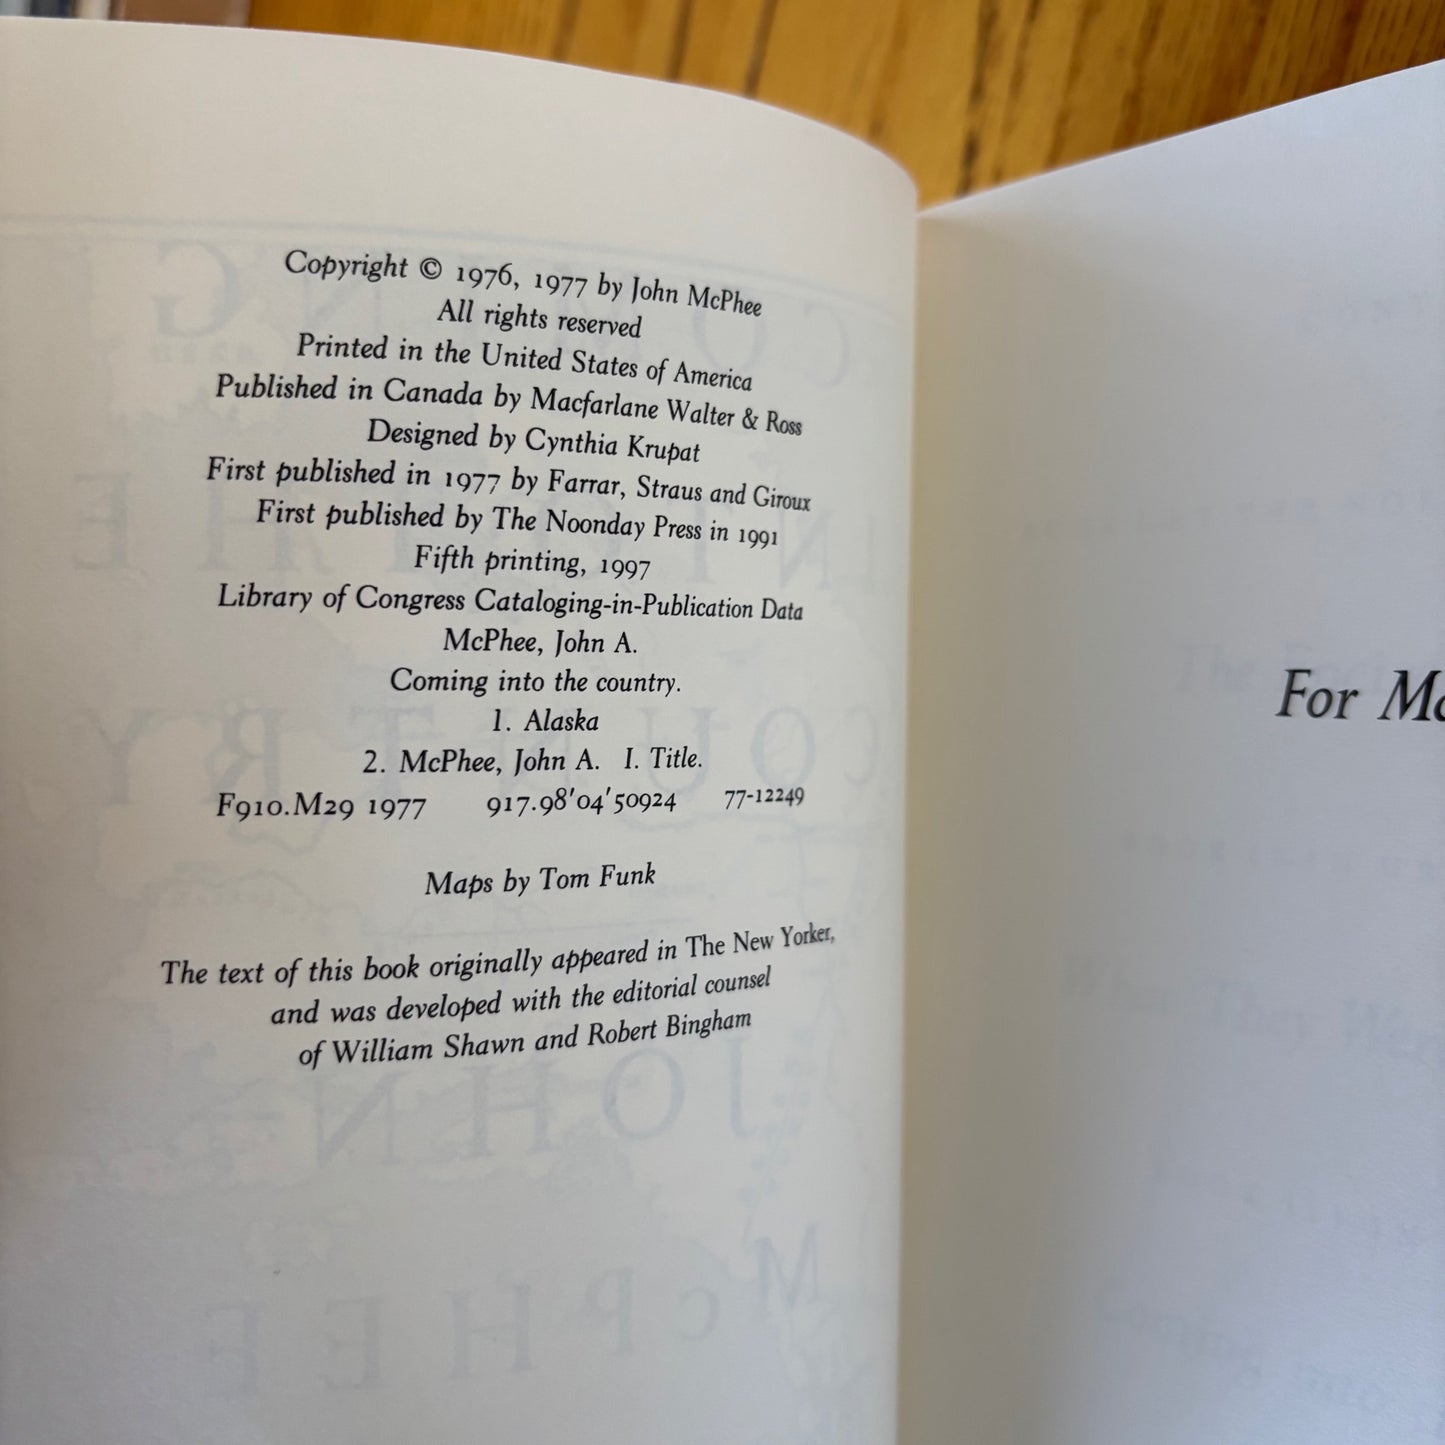 Copyright © 1976, 1977 by John McPhee
All rights reserved
Printed in the United States of America
Published in Canada by Macfarlane Walter & Ross
Designed by Cynthia Krupat
First published in 1977 by Farrar, Straus and Giroux
First published by The Noonday Press in 1991
Fifth printing, 1997
Library of Congress Cataloging-in-Publication Data
McPhee, John A.
Coming into the country.
1. Alaska
2. McPhee, John A. I. Title.
F910.M29 1977 917.98'04'50924 77-12249
Maps by Tom Funk
The text of this book originally appeared in The New Yorker,
and was developed with the editorial counsel
of William Shawn and Robert Bingham
For